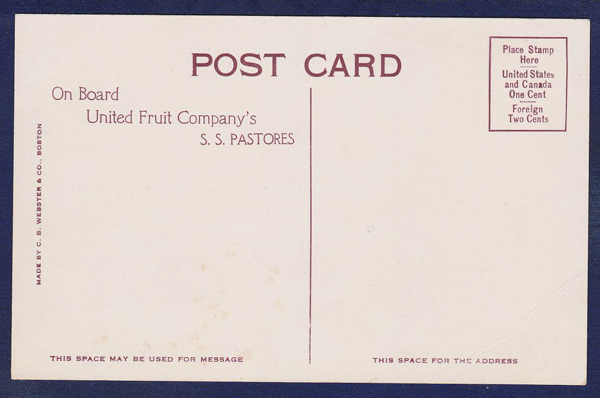 POST CARD
Place Stamp
Here
United States
and Canada
One Cent
Foreign
Two Cents
On Board
United Fruit Company's
S. S. PASTORES
MADE BY C. B. WEBSTER & CO., BOSTON
THIS SPACE MAY BE USED FOR MESSAGE
THIS SPACE FOR THE ADDRESS